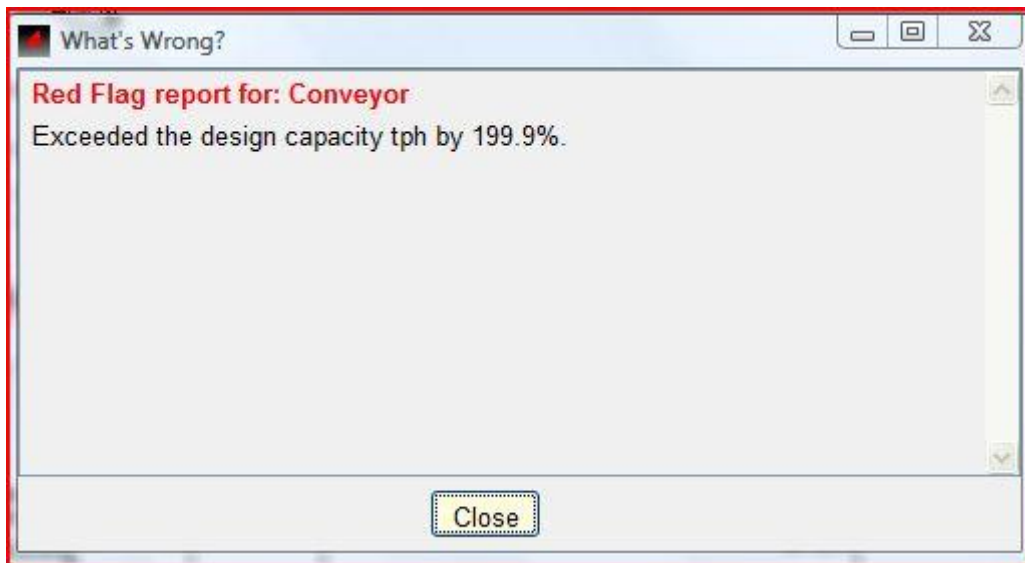 What's Wrong?
Red Flag report for: Conveyor
Exceeded the design capacity tph by 199.9%.
Close